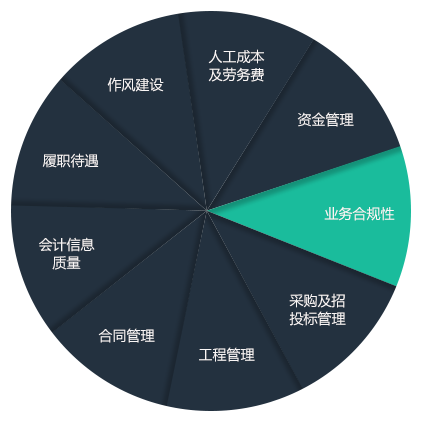 人工成本
及劳务费
资金管理
业务合规性
采购及招
投标管理
工程管理
合同管理
会计信息
质量
履职待遇
作风建设